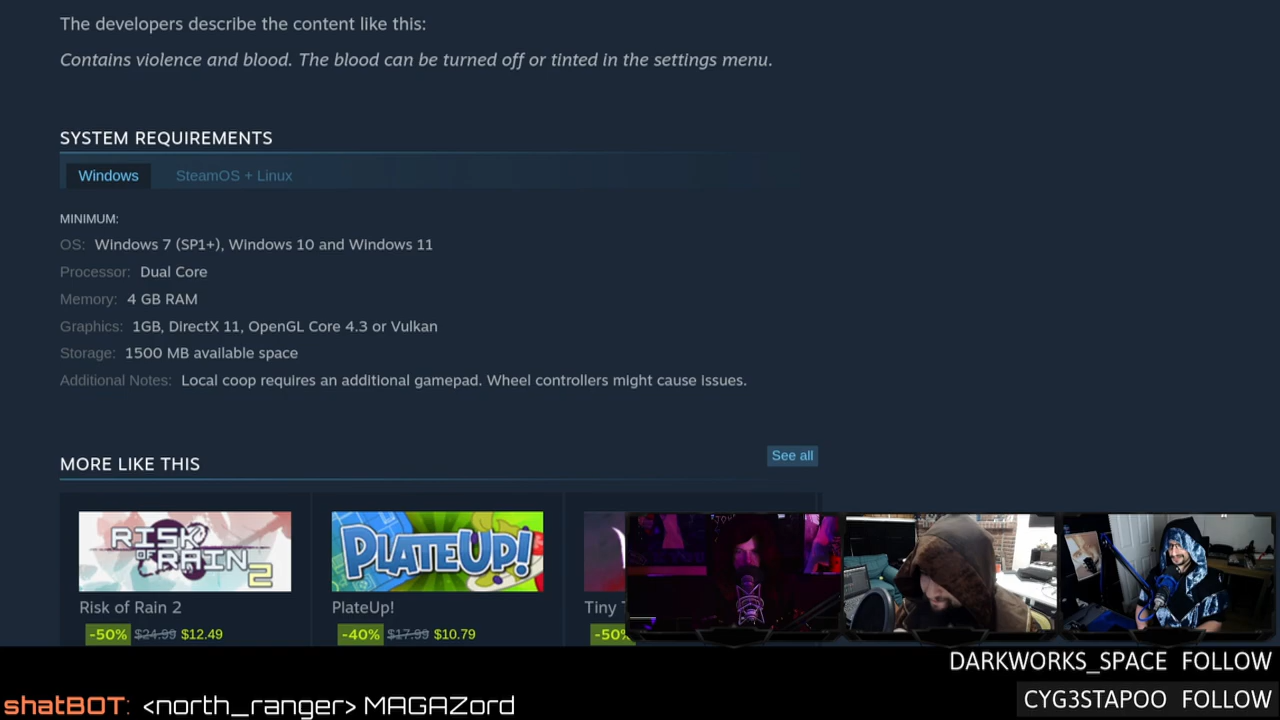 The developers describe the content like this:
Contains violence and blood. The blood can be turned off or tinted in the settings menu.
SYSTEM REQUIREMENTS
Windows SteamOS + Linux
MINIMUM:
OS: Windows 7 (SP1+), Windows 10 and Windows 11
Processor: Dual Core
Memory: 4 GB RAM
Graphics: 1GB, DirectX 11, OpenGL Core 4.3 or Vulkan
Storage: 1500 MB available space
Additional Notes: Local coop requires an additional gamepad. Wheel controllers might cause issues.
MORE LIKE THIS See all
RISK OF RAIN 2
PLATEUP!
Risk of Rain 2 PlateUp! Tiny
-50% $24.99 $12.49 -40% $17.99 $10.79 -50%
DARKWORKS_SPACE FOLLOW
CYG3STAPOO FOLLOW
shatBOT: <north_ranger> MAGAZord